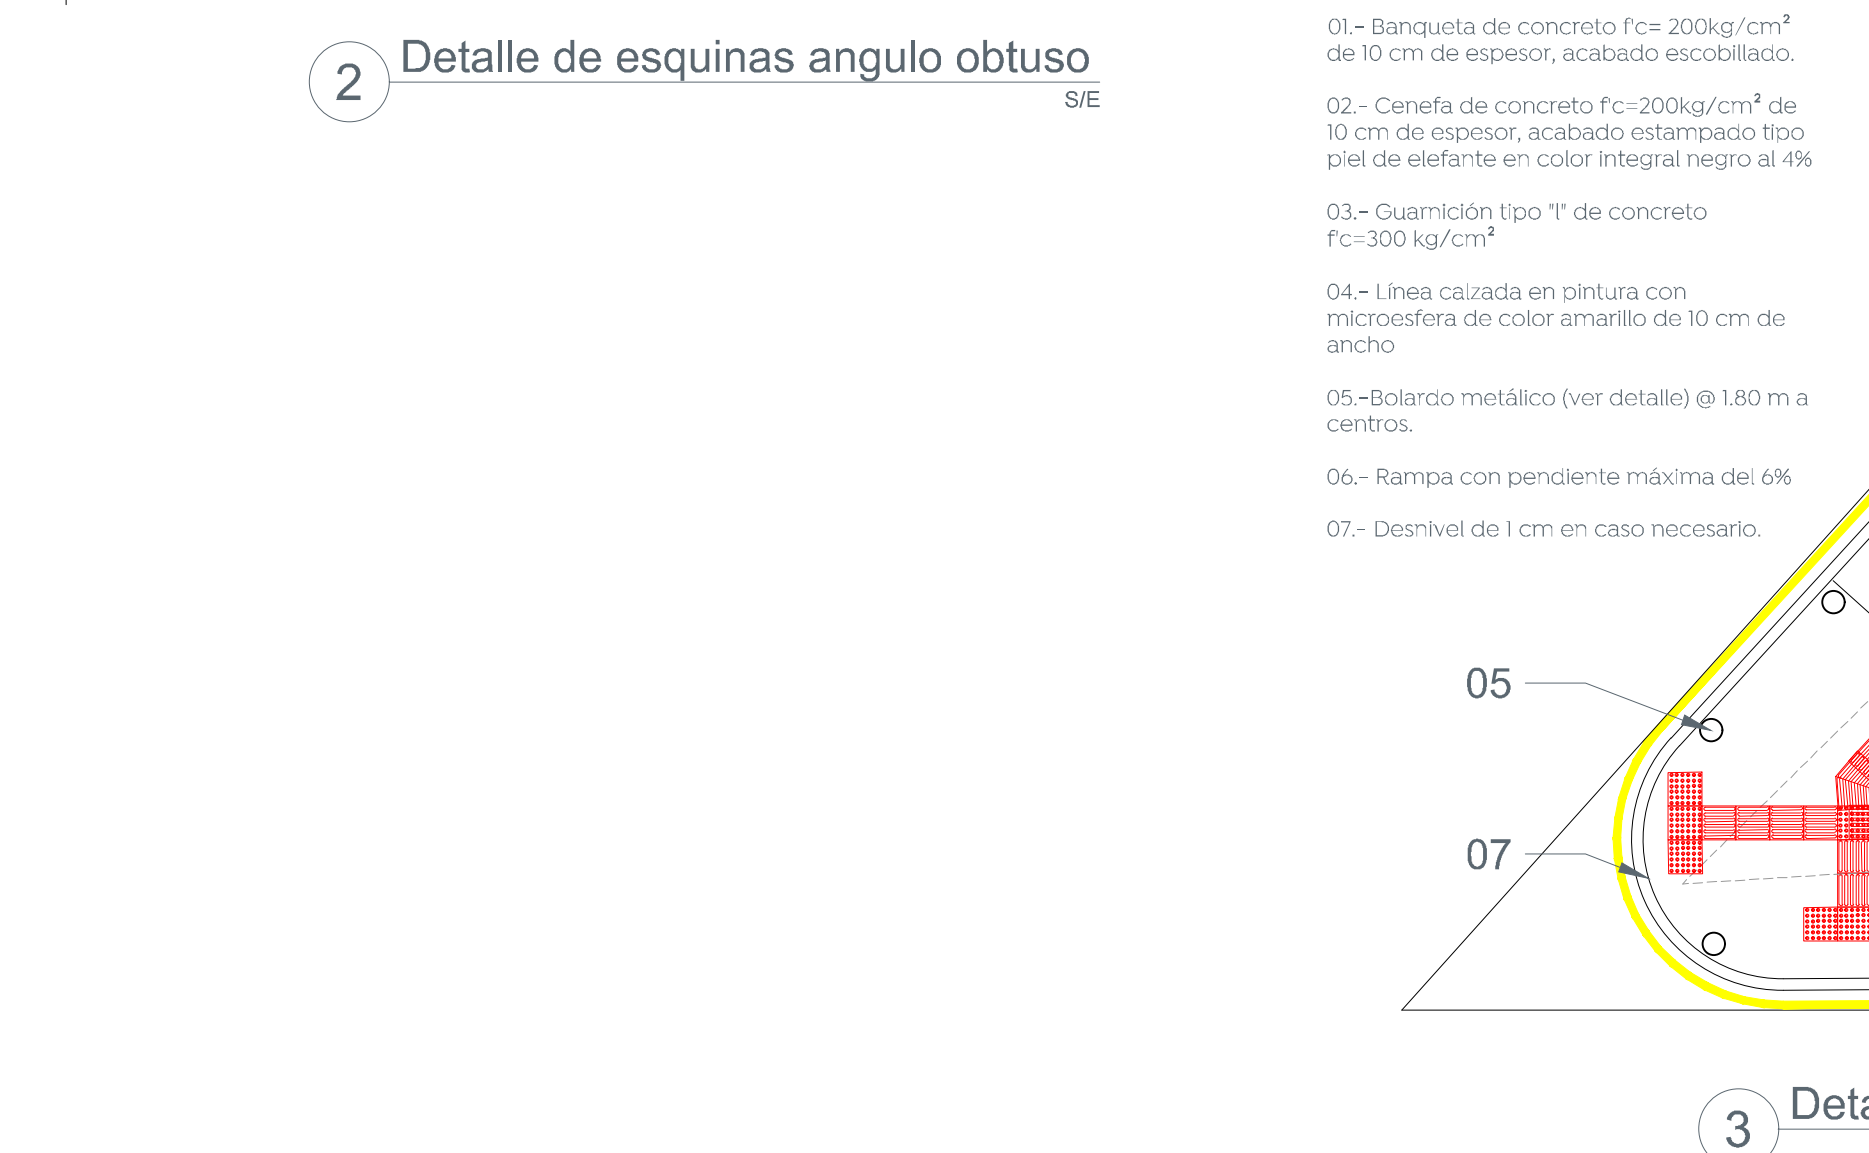 2
Detalle de esquinas angulo obtuso
S/E
01.- Banqueta de concreto f'c= 200kg/cm²
de 10 cm de espesor, acabado escobillado.
02.- Cenefa de concreto f'c=200kg/cm² de
10 cm de espesor, acabado estampado tipo
piel de elefante en color integral negro al 4%
03.- Guarnición tipo "l" de concreto
f'c=300 kg/cm²
04.- Línea calzada en pintura con
microesfera de color amarillo de 10 cm de
ancho
05.-Bolardo metálico (ver detalle) @ 1.80 m a
centros.
06.- Rampa con pendiente máxima del 6%
07.- Desnivel de 1 cm en caso necesario.
05
07
3